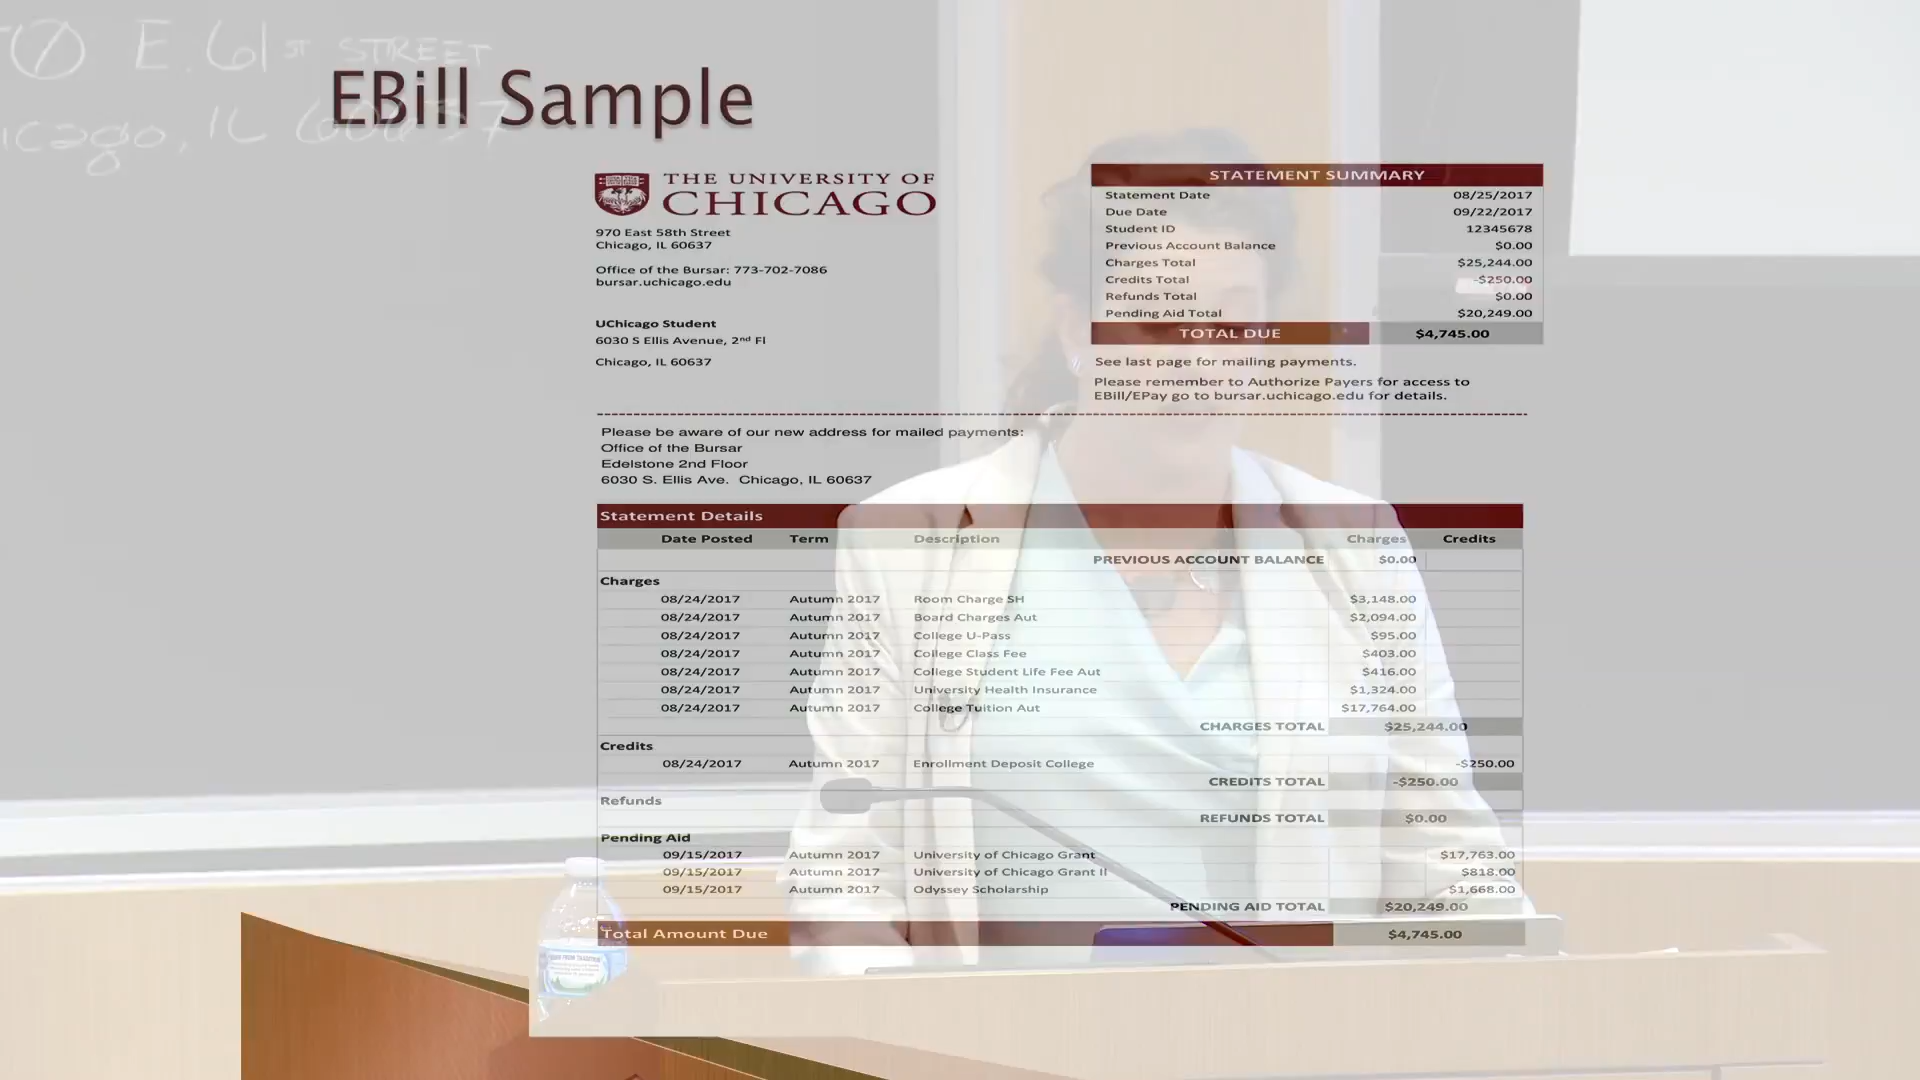 E. 61ST STREET
icago, IL 60637
EBill Sample
THE UNIVERSITY OF
CHICAGO
970 East 58th Street
Chicago, IL 60637
Office of the Bursar: 773-702-7086
bursar.uchicago.edu
UChicago Student
6030 S Ellis Avenue, 2nd Fl
Chicago, IL 60637
STATEMENT SUMMARY
Statement Date 08/25/2017
Due Date 09/22/2017
Student ID 12345678
Previous Account Balance $0.00
Charges Total $25,244.00
Credits Total -$250.00
Refunds Total $0.00
Pending Aid Total $20,249.00
TOTAL DUE $4,745.00
See last page for mailing payments.
Please remember to Authorize Payers for access to
EBill/EPay go to bursar.uchicago.edu for details.
Please be aware of our new address for mailed payments:
Office of the Bursar
Edelstone 2nd Floor
6030 S. Ellis Ave. Chicago, IL 60637
Statement Details
Date Posted Term Description Charges Credits
PREVIOUS ACCOUNT BALANCE $0.00
Charges
08/24/2017 Autumn 2017 Room Charge SH $3,148.00
08/24/2017 Autumn 2017 Board Charges Aut $2,094.00
08/24/2017 Autumn 2017 College U-Pass $95.00
08/24/2017 Autumn 2017 College Class Fee $403.00
08/24/2017 Autumn 2017 College Student Life Fee Aut $416.00
08/24/2017 Autumn 2017 University Health Insurance $1,324.00
08/24/2017 Autumn 2017 College Tuition Aut $17,764.00
CHARGES TOTAL $25,244.00
Credits
08/24/2017 Autumn 2017 Enrollment Deposit College -$250.00
CREDITS TOTAL -$250.00
Refunds
REFUNDS TOTAL $0.00
Pending Aid
09/15/2017 Autumn 2017 University of Chicago Grant $17,763.00
09/15/2017 Autumn 2017 University of Chicago Grant II $818.00
09/15/2017 Autumn 2017 Odyssey Scholarship $1,668.00
PENDING AID TOTAL $20,249.00
Total Amount Due $4,745.00